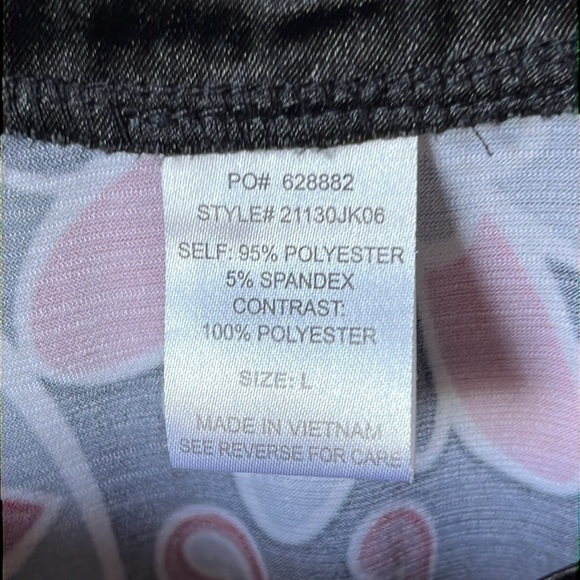 PO# 628882
STYLE# 21130JK06
SELF: 95% POLYESTER
5% SPANDEX
CONTRAST:
100% POLYESTER
SIZE: L
MADE IN VIETNAM
SEE REVERSE FOR CARE